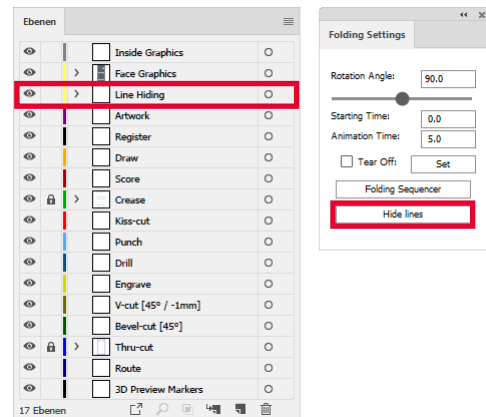 Ebenen
Inside Graphics
Face Graphics
Line Hiding
Artwork
Register
Draw
Score
Crease
Kiss-cut
Punch
Drill
Engrave
V-cut [45° / -1mm]
Bevel-cut [45°]
Thru-cut
Route
3D Preview Markers
17 Ebenen
Folding Settings
Rotation Angle: 90.0
Starting Time: 0.0
Animation Time: 5.0
Tear Off: Set
Folding Sequencer
Hide lines